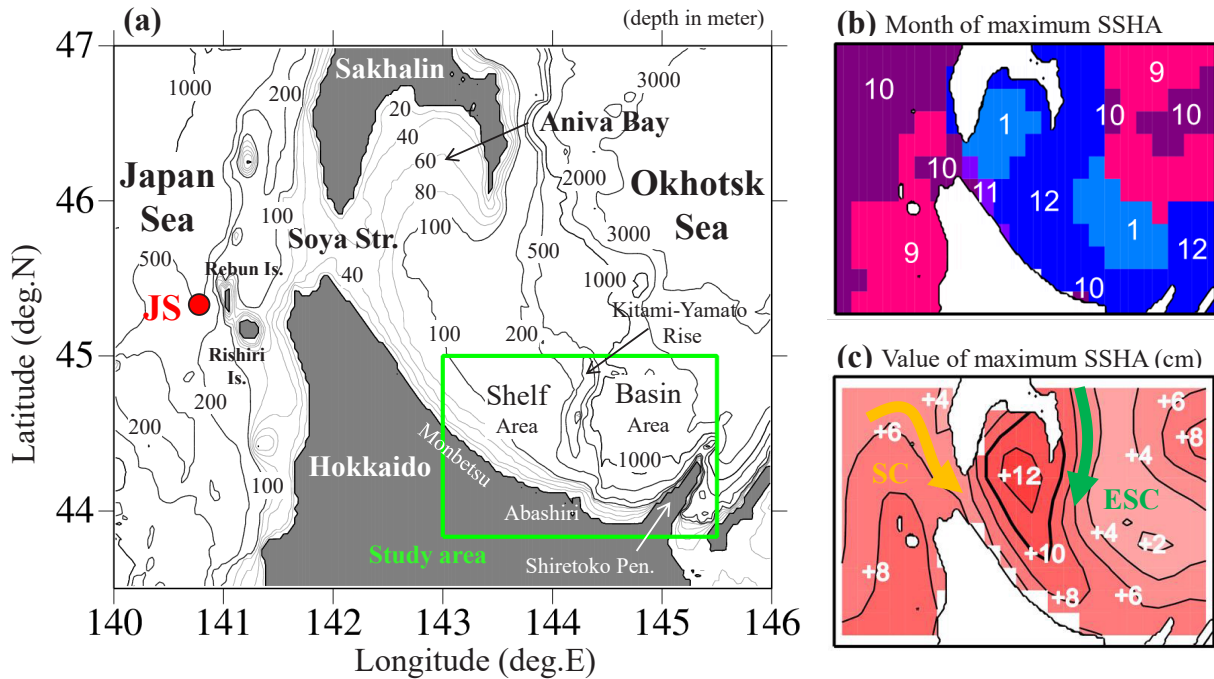 (a)
(depth in meter)
47
46
45
44
140
141
142
143
144
145
146
Latitude (deg.N)
Longitude (deg.E)
1000
200
Sakhalin
20
40
60
80
100
Aniva Bay
3000
1000
2000
Japan
Sea
Okhotsk
Sea
100
Soya Str.
40
500
3000
1000
500
Rebun Is.
JS
Rishiri
Is.
Kitami-Yamato
Rise
100
200
200
200
200
100
Shelf
Area
Basin
Area
1000
Monbetsu
Hokkaido
Abashiri
Study area
Shiretoko Pen.
(b) Month of maximum SSHA
10
9
10
10
1
10
11
12
1
12
9
10
(c) Value of maximum SSHA (cm)
+4
+6
+6
+8
+4
SC
+12
ESC
+4
+2
+10
+8
+8
+6